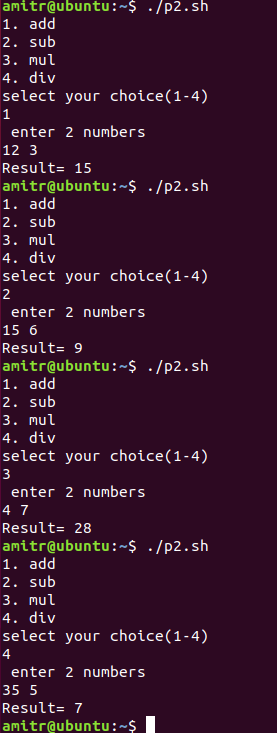 amitr@ubuntu:~$ ./p2.sh
1. add
2. sub
3. mul
4. div
select your choice(1-4)
1
 enter 2 numbers
12 3
Result= 15
amitr@ubuntu:~$ ./p2.sh
1. add
2. sub
3. mul
4. div
select your choice(1-4)
2
 enter 2 numbers
15 6
Result= 9
amitr@ubuntu:~$ ./p2.sh
1. add
2. sub
3. mul
4. div
select your choice(1-4)
3
 enter 2 numbers
4 7
Result= 28
amitr@ubuntu:~$ ./p2.sh
1. add
2. sub
3. mul
4. div
select your choice(1-4)
4
 enter 2 numbers
35 5
Result= 7
amitr@ubuntu:~$